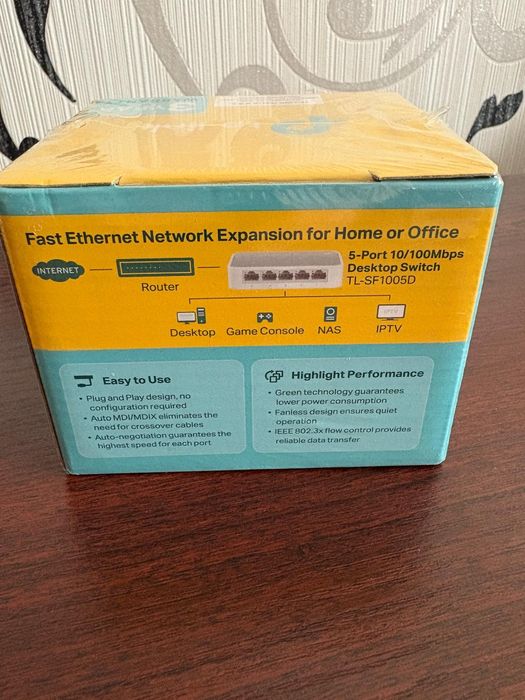 Fast Ethernet Network Expansion for Home or Office
INTERNET
Router
5-Port 10/100Mbps
Desktop Switch
TL-SF1005D
Desktop
Game Console
NAS
IPTV
Easy to Use
• Plug and Play design, no
configuration required
• Auto MDI/MDIX eliminates the
need for crossover cables
• Auto-negotiation guarantees the
highest speed for each port
Highlight Performance
• Green technology guarantees
lower power consumption
• Fanless design ensures quiet
operation
• IEEE 802.3x flow control provides
reliable data transfer